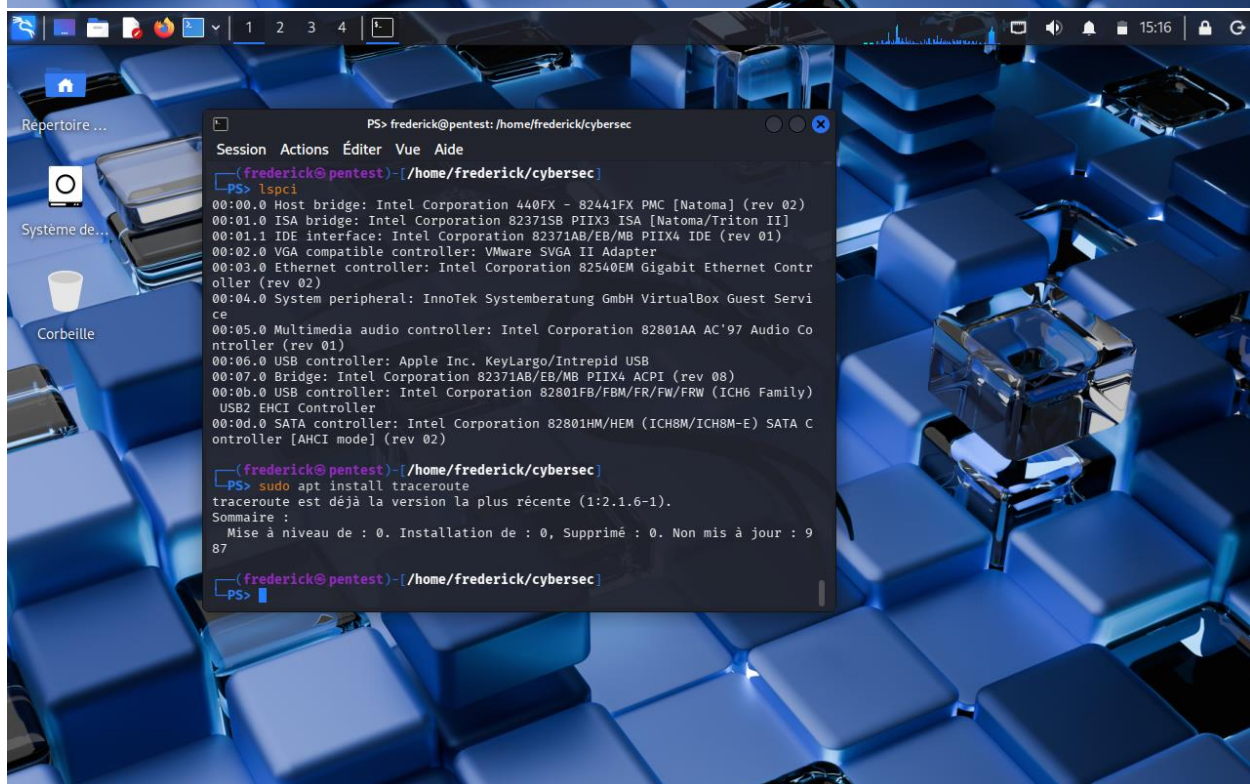 1 2 3 4
15:16
Répertoire ...
Système de...
Corbeille
PS> frederick@pentest: /home/frederick/cybersec
Session Actions Éditer Vue Aide
┌──(frederick㉿pentest)-[/home/frederick/cybersec]
└─PS> lspci
00:00.0 Host bridge: Intel Corporation 440FX - 82441FX PMC [Natoma] (rev 02)
00:01.0 ISA bridge: Intel Corporation 82371SB PIIX3 ISA [Natoma/Triton II]
00:01.1 IDE interface: Intel Corporation 82371AB/EB/MB PIIX4 IDE (rev 01)
00:02.0 VGA compatible controller: VMware SVGA II Adapter
00:03.0 Ethernet controller: Intel Corporation 82540EM Gigabit Ethernet Contr
oller (rev 02)
00:04.0 System peripheral: InnoTek Systemberatung GmbH VirtualBox Guest Servi
ce
00:05.0 Multimedia audio controller: Intel Corporation 82801AA AC'97 Audio Co
ntroller (rev 01)
00:06.0 USB controller: Apple Inc. KeyLargo/Intrepid USB
00:07.0 Bridge: Intel Corporation 82371AB/EB/MB PIIX4 ACPI (rev 08)
00:0b.0 USB controller: Intel Corporation 82801FB/FBM/FR/FW/FRW (ICH6 Family)
USB2 EHCI Controller
00:0d.0 SATA controller: Intel Corporation 82801HM/HEM (ICH8M/ICH8M-E) SATA C
ontroller [AHCI mode] (rev 02)
┌──(frederick㉿pentest)-[/home/frederick/cybersec]
└─PS> sudo apt install traceroute
traceroute est déjà la version la plus récente (1:2.1.6-1).
Sommaire :
Mise à niveau de : 0. Installation de : 0, Supprimé : 0. Non mis à jour : 9
87
┌──(frederick㉿pentest)-[/home/frederick/cybersec]
└─PS>